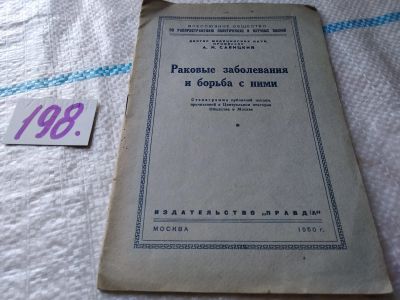 198.
ВСЕСОЮЗНОЕ ОБЩЕСТВО
ПО РАСПРОСТРАНЕНИЮ ПОЛИТИЧЕСКИХ И НАУЧНЫХ ЗНАНИЙ
ДОКТОР МЕДИЦИНСКИХ НАУК
ПРОФЕССОР
А. И. САВИЦКИЙ
Раковые заболевания
и борьба с ними
Стенограмма публичной лекции,
прочитанной в Центральном лектории
Общества в Москве
ИЗДАТЕЛЬСТВО „ПРАВДА“
МОСКВА 1950 г.